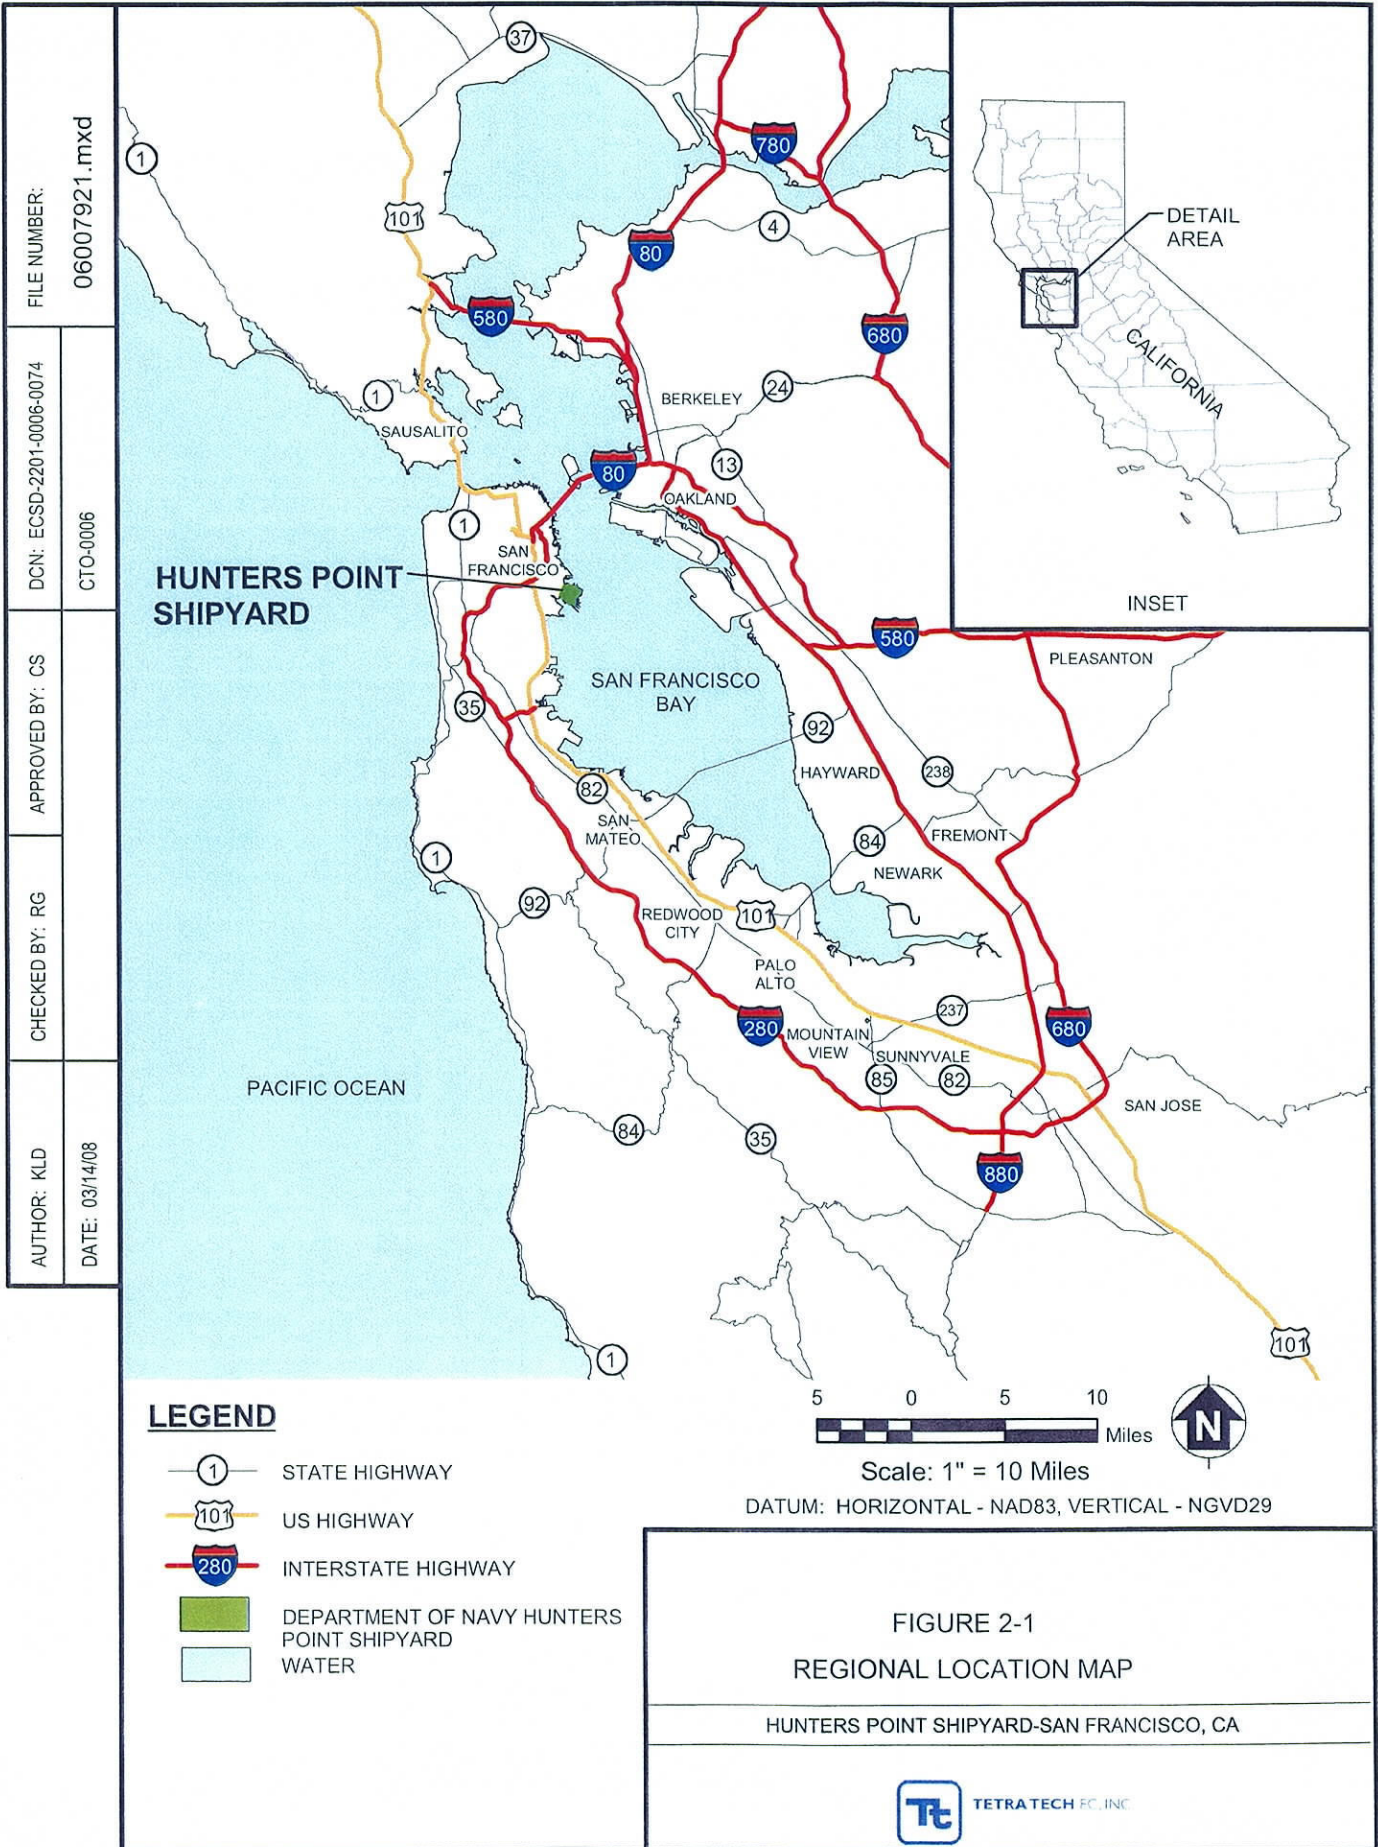 FILE NUMBER:
06007921.mxd
DCN: ECSD-2201-0006-0074
CTO-0006
APPROVED BY: CS
CHECKED BY: RG
AUTHOR: KLD
DATE: 03/14/08
37
1
780
101
4
80
580
680
DETAIL
AREA
CALIFORNIA
INSET
24
1
BERKELEY
SAUSALITO
13
80
OAKLAND
1
SAN
FRANCISCO
HUNTERS POINT
SHIPYARD
580
PLEASANTON
SAN FRANCISCO
BAY
35
92
HAYWARD
238
82
SAN
MATEO
84
FREMONT
1
NEWARK
92
REDWOOD
CITY
101
PALO
ALTO
237
280
680
MOUNTAIN
VIEW
SUNNYVALE
85
82
PACIFIC OCEAN
SAN JOSE
84
35
880
101
1
5 0 5 10
Miles
N
Scale: 1" = 10 Miles
DATUM: HORIZONTAL - NAD83, VERTICAL - NGVD29
LEGEND
1 STATE HIGHWAY
101 US HIGHWAY
280 INTERSTATE HIGHWAY
DEPARTMENT OF NAVY HUNTERS
POINT SHIPYARD
WATER
FIGURE 2-1
REGIONAL LOCATION MAP
HUNTERS POINT SHIPYARD-SAN FRANCISCO, CA
Tt TETRA TECH EC, INC